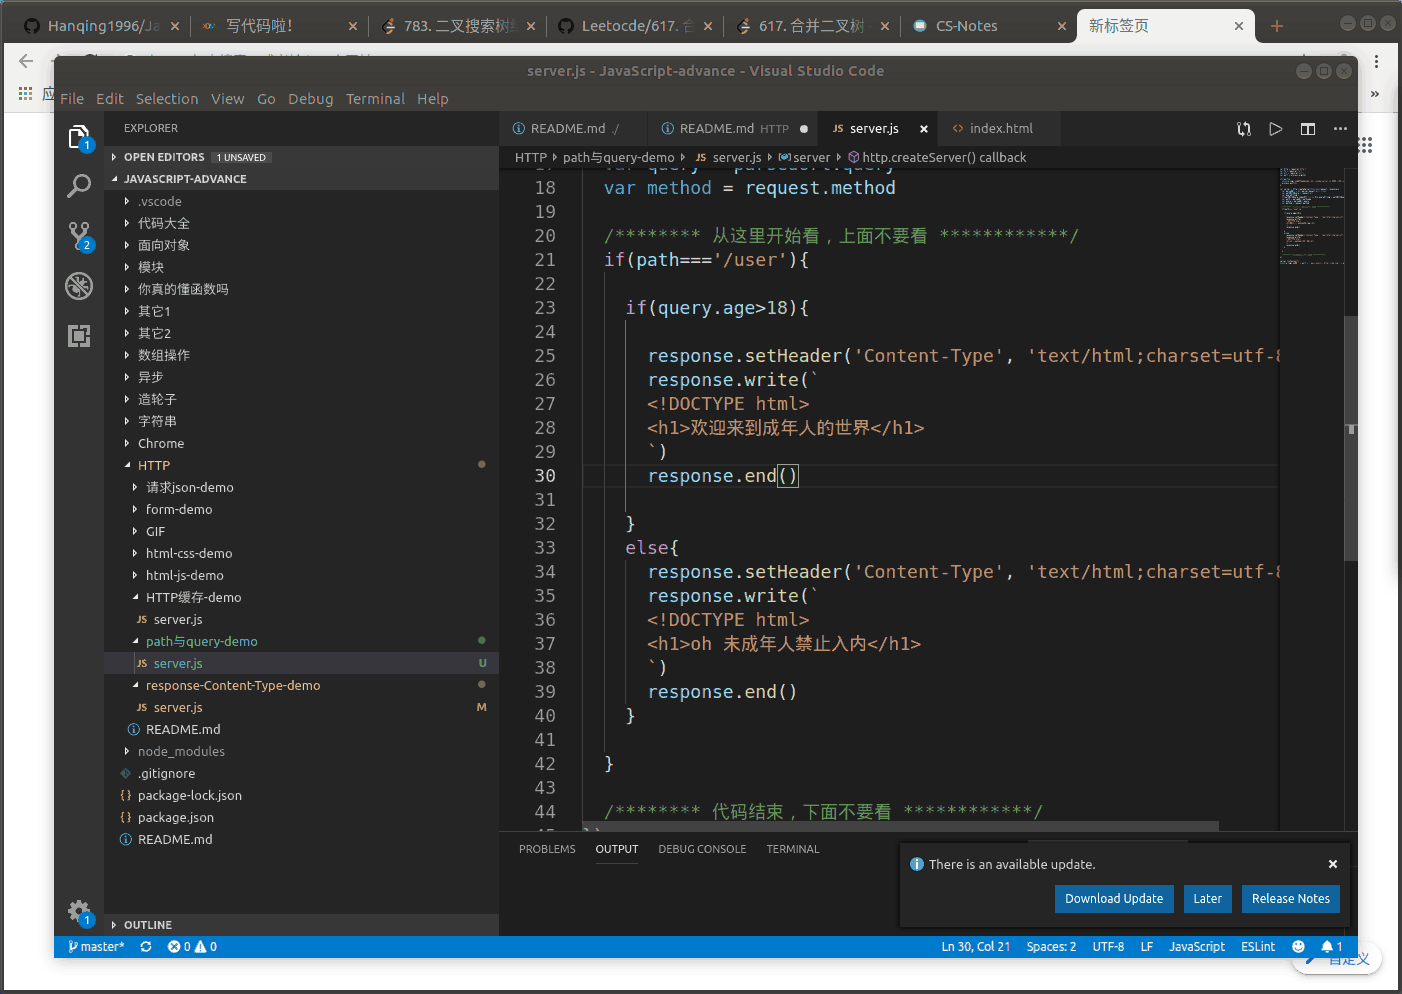 Hanqing1996/Ja
写代码啦！
783. 二叉搜索树
Leetocde/617. 合
617. 合并二叉树
CS-Notes
新标签页
server.js - JavaScript-advance - Visual Studio Code
File Edit Selection View Go Debug Terminal Help
EXPLORER
OPEN EDITORS 1 UNSAVED
JAVASCRIPT-ADVANCE
.vscode
代码大全
面向对象
模块
你真的懂函数吗
其它1
其它2
数组操作
异步
造轮子
字符串
Chrome
HTTP
请求json-demo
form-demo
GIF
html-css-demo
html-js-demo
HTTP缓存-demo
JS server.js
path与query-demo
JS server.js U
response-Content-Type-demo
JS server.js M
README.md
node_modules
.gitignore
{} package-lock.json
{} package.json
README.md
OUTLINE
1
2
1
README.md ./
README.md HTTP
JS server.js
<> index.html
HTTP path与query-demo JS server.js server http.createServer() callback
18 var method = request.method
19
20 /******** 从这里开始看，上面不要看 ************/
21 if(path==='/user'){
22
23 if(query.age>18){
24
25 response.setHeader('Content-Type', 'text/html;charset=utf-8
26 response.write(`
27 <!DOCTYPE html>
28 <h1>欢迎来到成年人的世界</h1>
29 `)
30 response.end()
31
32 }
33 else{
34 response.setHeader('Content-Type', 'text/html;charset=utf-8
35 response.write(`
36 <!DOCTYPE html>
37 <h1>oh 未成年人禁止入内</h1>
38 `)
39 response.end()
40 }
41
42 }
43
44 /******** 代码结束，下面不要看 ************/
PROBLEMS OUTPUT DEBUG CONSOLE TERMINAL
There is an available update.
Download Update Later Release Notes
master* 0 0 Ln 30, Col 21 Spaces: 2 UTF-8 LF JavaScript ESLint 1
自定义